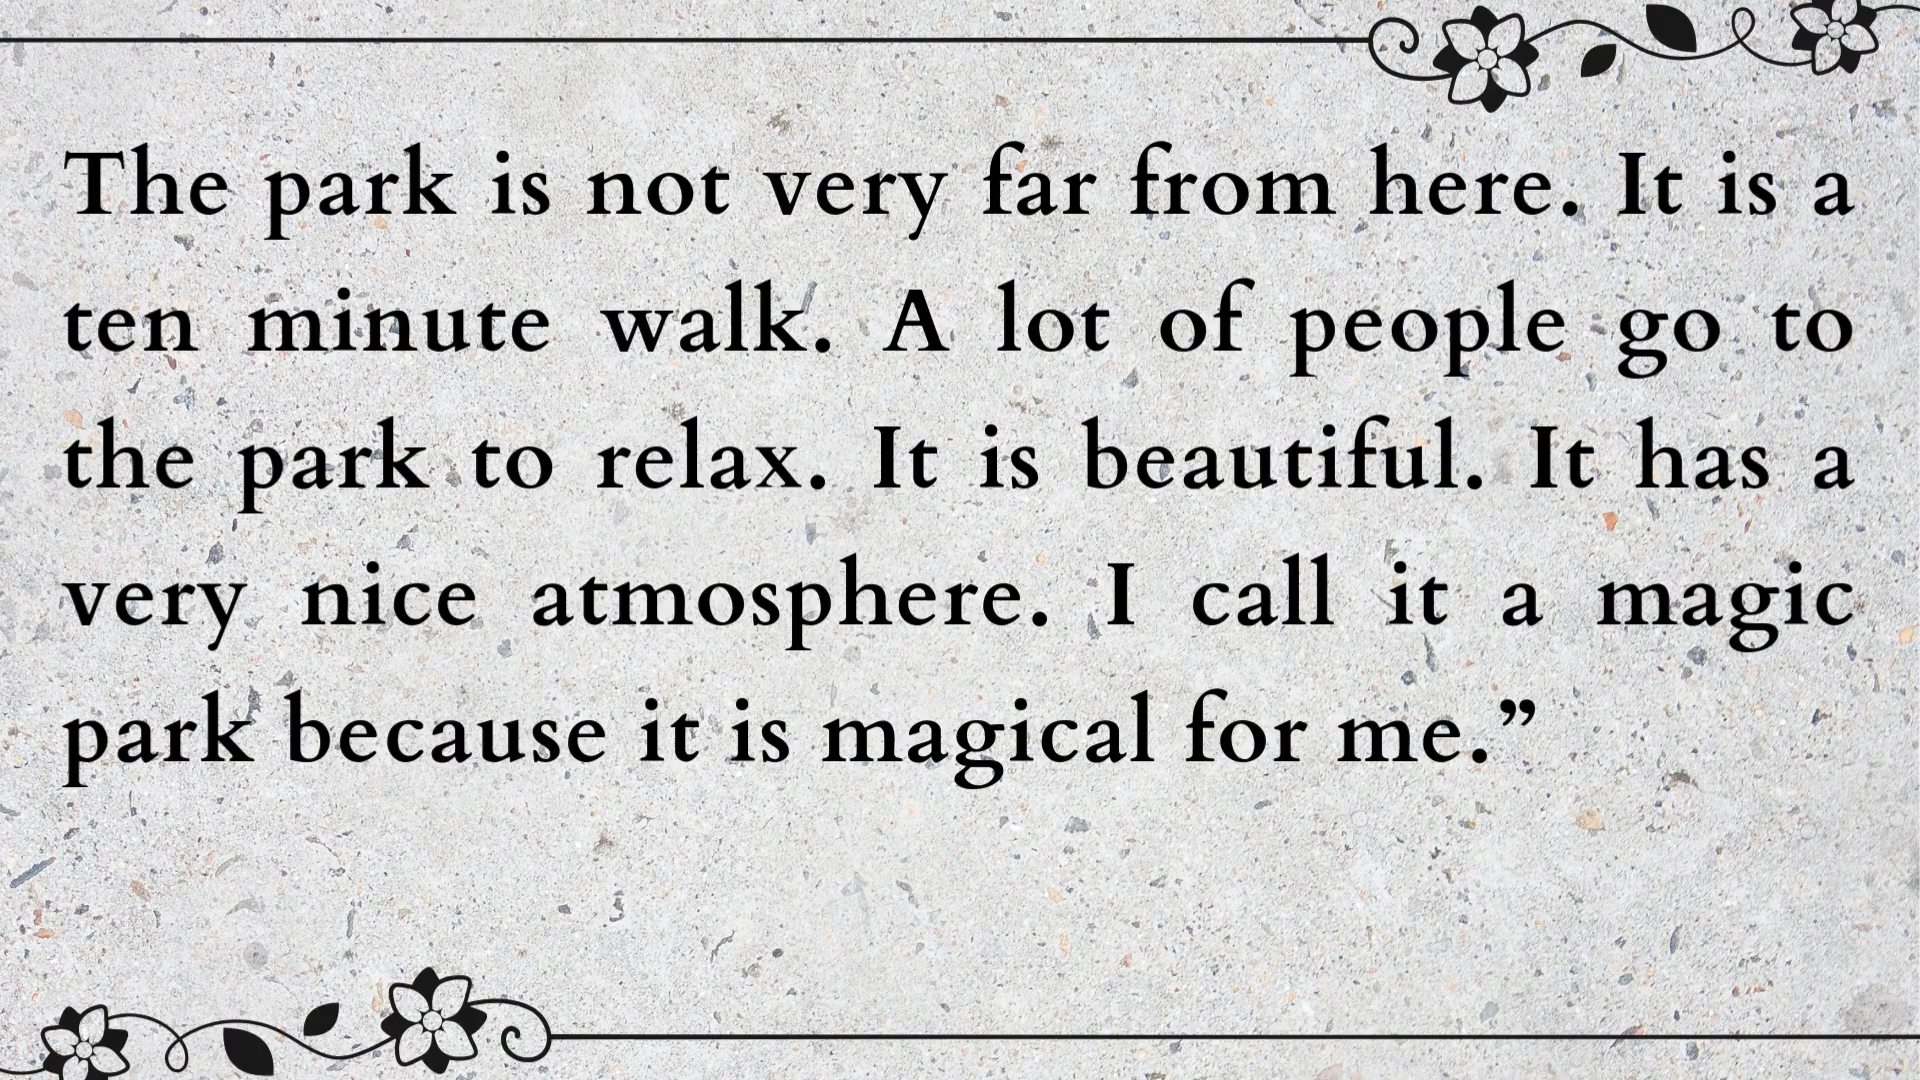 The park is not very far from here. It is a
ten minute walk. A lot of people go to
the park to relax. It is beautiful. It has a
very nice atmosphere. I call it a magic
park because it is magical for me.”